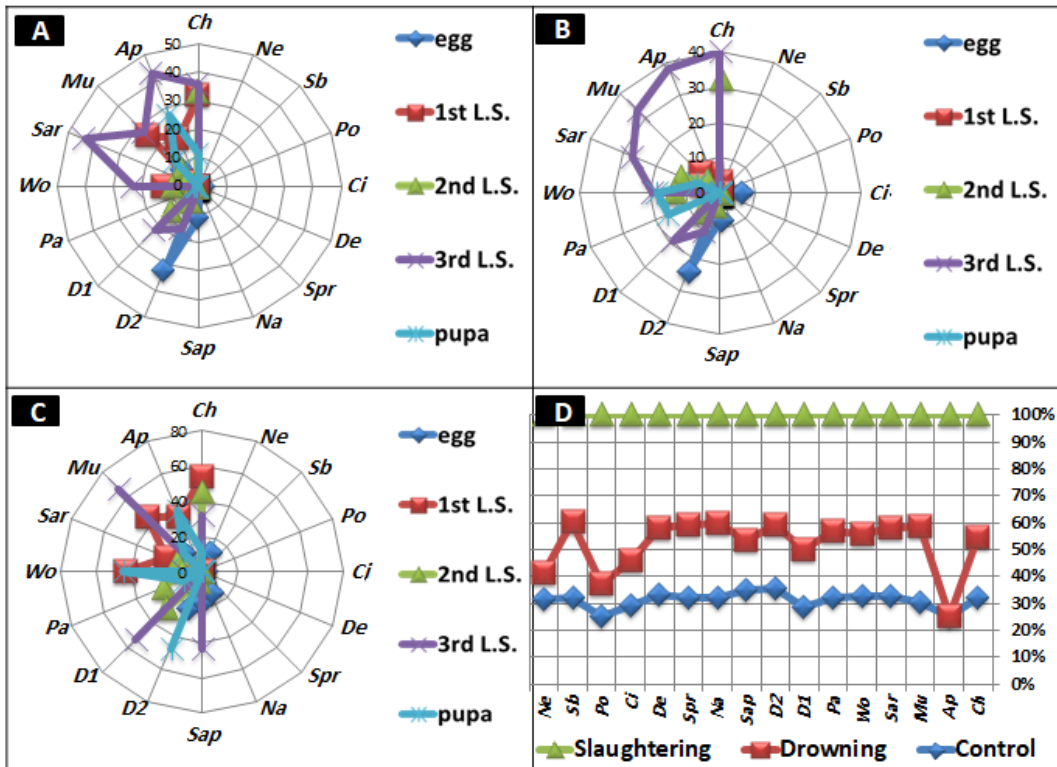 A
Ch
Ne
Sb
Po
Ci
De
Spr
Na
Sap
D2
D1
Pa
Wo
Sar
Mu
Ap
50
40
30
20
10
0
egg
1st L.S.
2nd L.S.
3rd L.S.
pupa
B
Ch
Ne
Sb
Po
Ci
De
Spr
Na
Sap
D2
D1
Pa
Wo
Sar
Mu
Ap
40
30
20
10
0
egg
1st L.S.
2nd L.S.
3rd L.S.
pupa
C
Ch
Ne
Sb
Po
Ci
De
Spr
Na
Sap
D2
D1
Pa
Wo
Sar
Mu
Ap
80
60
40
20
0
egg
1st L.S.
2nd L.S.
3rd L.S.
pupa
D
100%
90%
80%
70%
60%
50%
40%
30%
20%
10%
0%
Ne Sb Po Ci De Spr Na Sap D2 D1 Pa Wo Sar Mu Ap Ch
Slaughtering Drowning Control